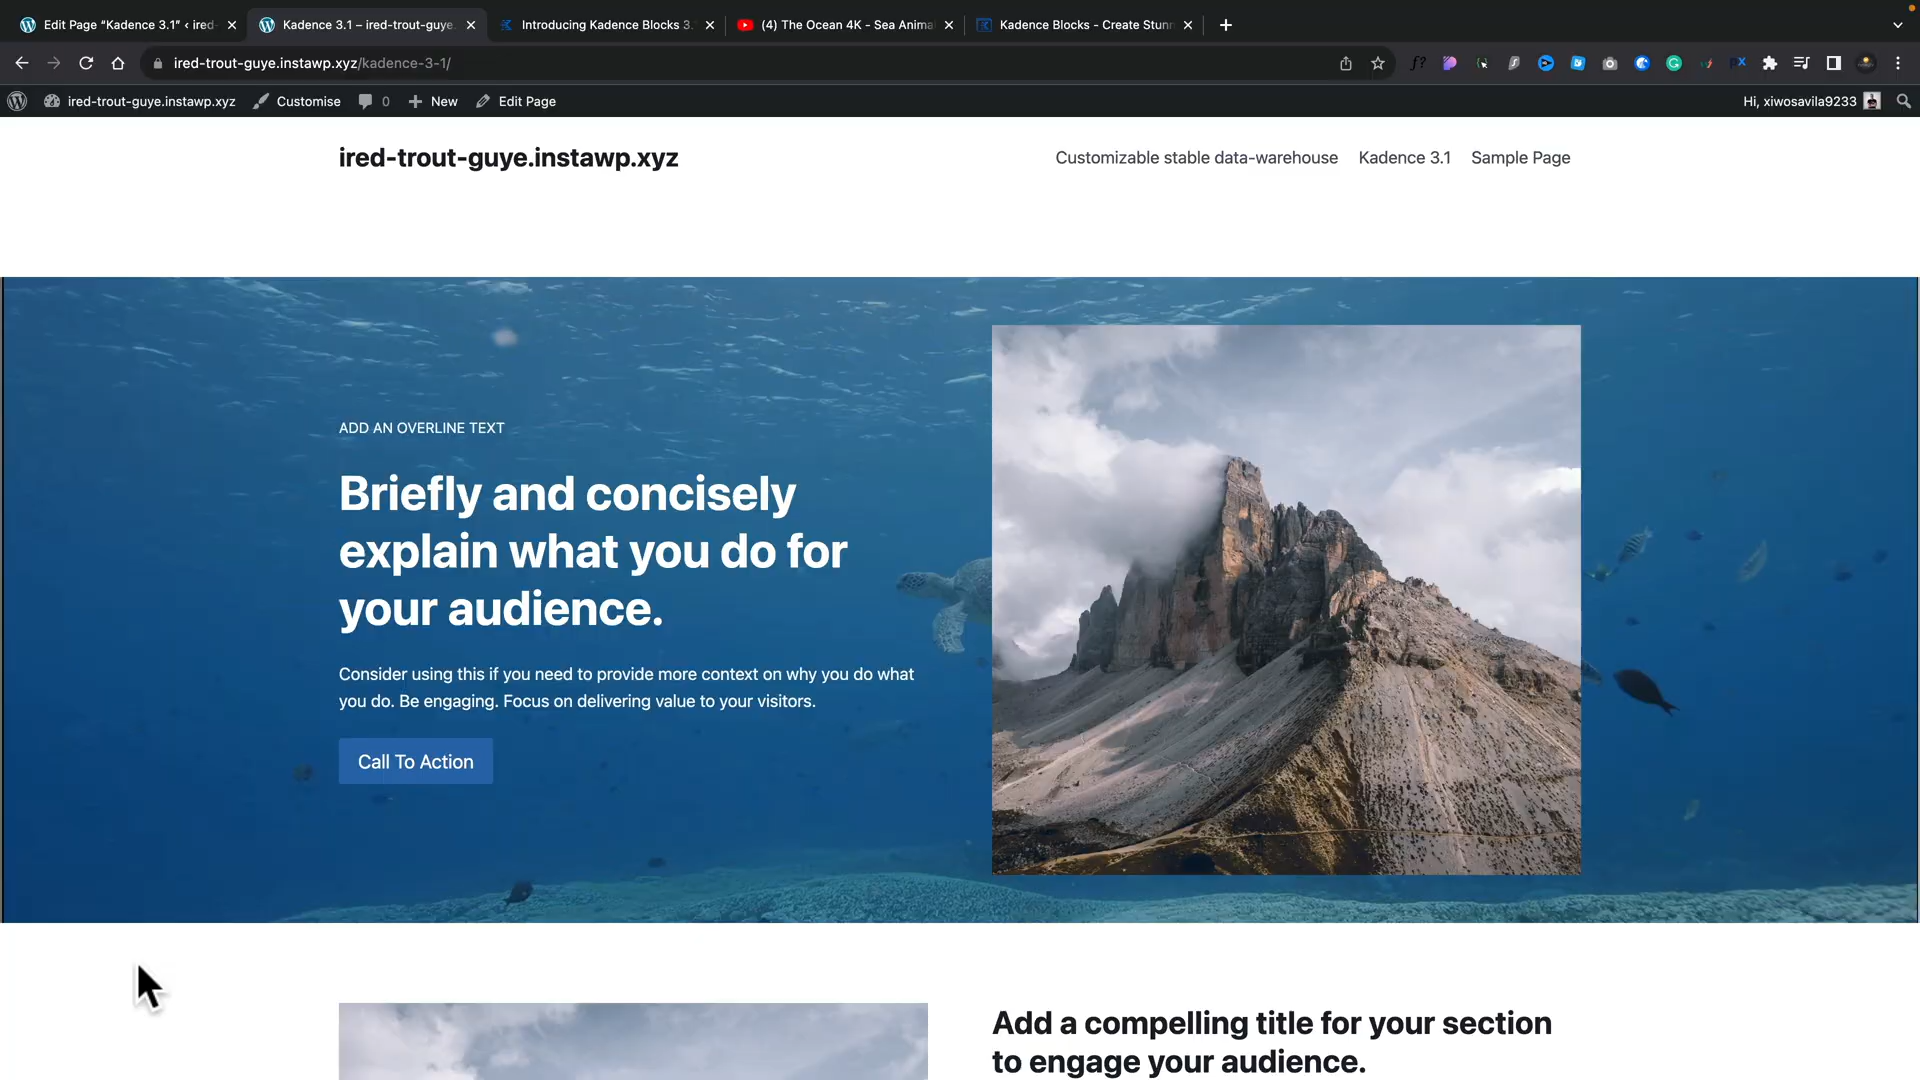 Edit Page “Kadence 3.1” ‹ ired-
Kadence 3.1 – ired-trout-guye.
Introducing Kadence Blocks 3.
(4) The Ocean 4K - Sea Anima
Kadence Blocks - Create Stunn
ired-trout-guye.instawp.xyz/kadence-3-1/
ired-trout-guye.instawp.xyz
Customise
0
New
Edit Page
Hi, xiwosavila9233
ired-trout-guye.instawp.xyz
Customizable stable data-warehouse
Kadence 3.1
Sample Page
ADD AN OVERLINE TEXT
Briefly and concisely
explain what you do for
your audience.
Consider using this if you need to provide more context on why you do what
you do. Be engaging. Focus on delivering value to your visitors.
Call To Action
Add a compelling title for your section
to engage your audience.